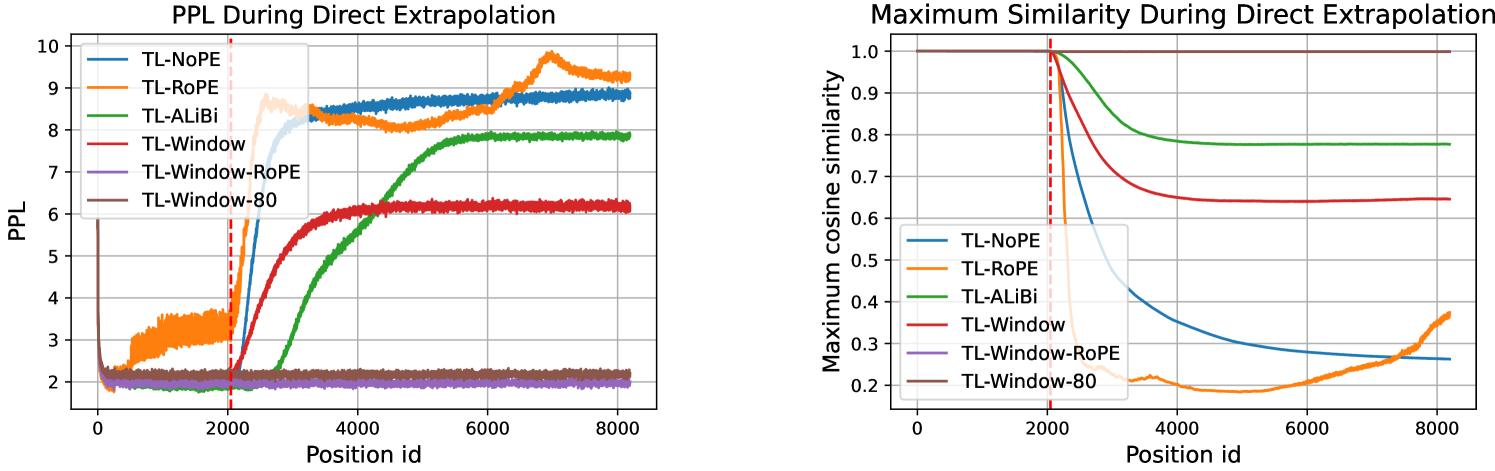 PPL During Direct Extrapolation
10
9
8
7
6
5
4
3
2
PPL
TL-NoPE
TL-RoPE
TL-ALiBi
TL-Window
TL-Window-RoPE
TL-Window-80
0 2000 4000 6000 8000
Position id
Maximum Similarity During Direct Extrapolation
1.0
0.9
0.8
0.7
0.6
0.5
0.4
0.3
0.2
Maximum cosine similarity
TL-NoPE
TL-RoPE
TL-ALiBi
TL-Window
TL-Window-RoPE
TL-Window-80
0 2000 4000 6000 8000
Position id